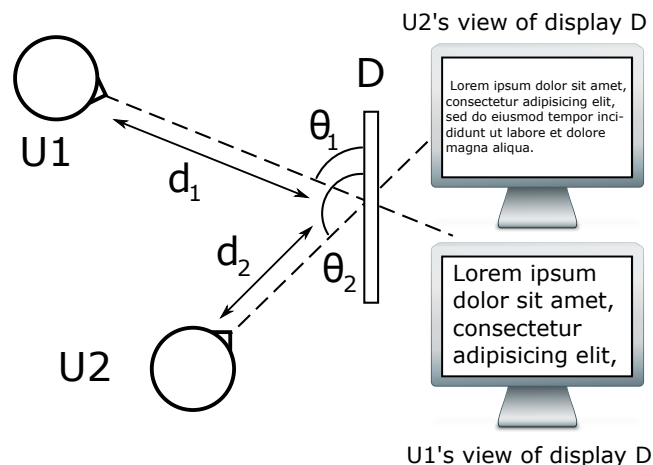 U2's view of display D
D
Lorem ipsum dolor sit amet,
consectetur adipisicing elit,
sed do eiusmod tempor inci-
didunt ut labore et dolore
magna aliqua.
U1
θ1
d1
d2
θ2
U2
Lorem ipsum
dolor sit amet,
consectetur
adipisicing elit,
U1's view of display D